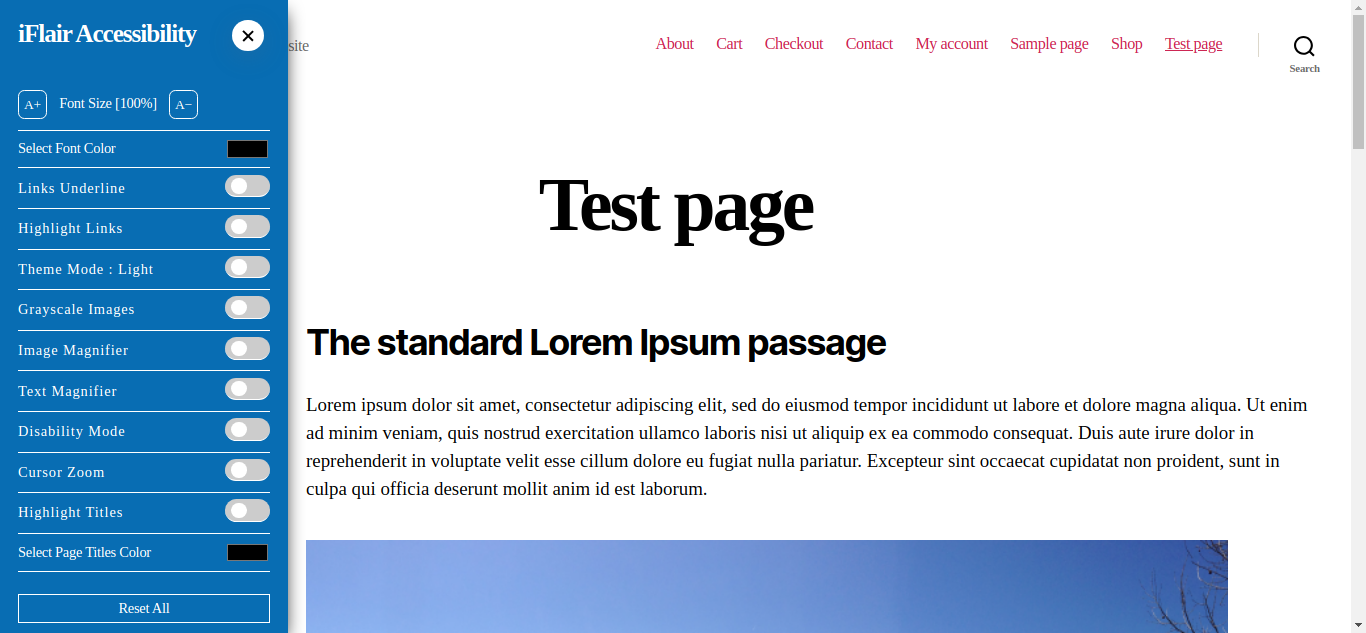 iFlair Accessibility
site
About Cart Checkout Contact My account Sample page Shop Test page
Search
A+ Font Size [100%] A−
Select Font Color
Links Underline
Highlight Links
Theme Mode : Light
Grayscale Images
Image Magnifier
Text Magnifier
Disability Mode
Cursor Zoom
Highlight Titles
Select Page Titles Color
Reset All
Test page
The standard Lorem Ipsum passage
Lorem ipsum dolor sit amet, consectetur adipiscing elit, sed do eiusmod tempor incididunt ut labore et dolore magna aliqua. Ut enim
ad minim veniam, quis nostrud exercitation ullamco laboris nisi ut aliquip ex ea commodo consequat. Duis aute irure dolor in
reprehenderit in voluptate velit esse cillum dolore eu fugiat nulla pariatur. Excepteur sint occaecat cupidatat non proident, sunt in
culpa qui officia deserunt mollit anim id est laborum.